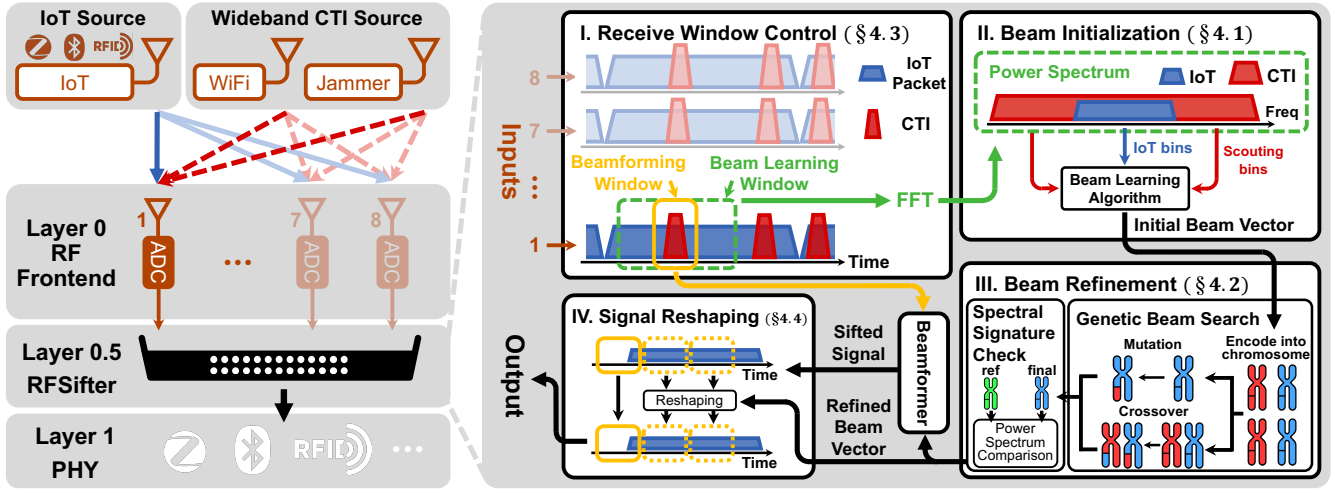 IoT Source
Wideband CTI Source
RFID
IoT
WiFi
Jammer
Layer 0
RF
Frontend
1
7
8
ADC
...
ADC
ADC
Layer 0.5
RFSifter
Layer 1
PHY
RFID
...
I. Receive Window Control (§4.3)
8
7
Inputs
...
1
IoT
Packet
CTI
Beamforming
Window
Beam Learning
Window
FFT
Time
II. Beam Initialization (§4.1)
Power Spectrum
IoT
CTI
Freq
IoT bins
Scouting
bins
Beam Learning
Algorithm
Initial Beam Vector
III. Beam Refinement (§4.2)
Spectral
Signature
Check
ref
final
Power
Spectrum
Comparison
Genetic Beam Search
Mutation
Encode into
chromosome
Crossover
Beamformer
Sifted
Signal
Refined
Beam
Vector
IV. Signal Reshaping (§4.4)
Time
Reshaping
Time
Output